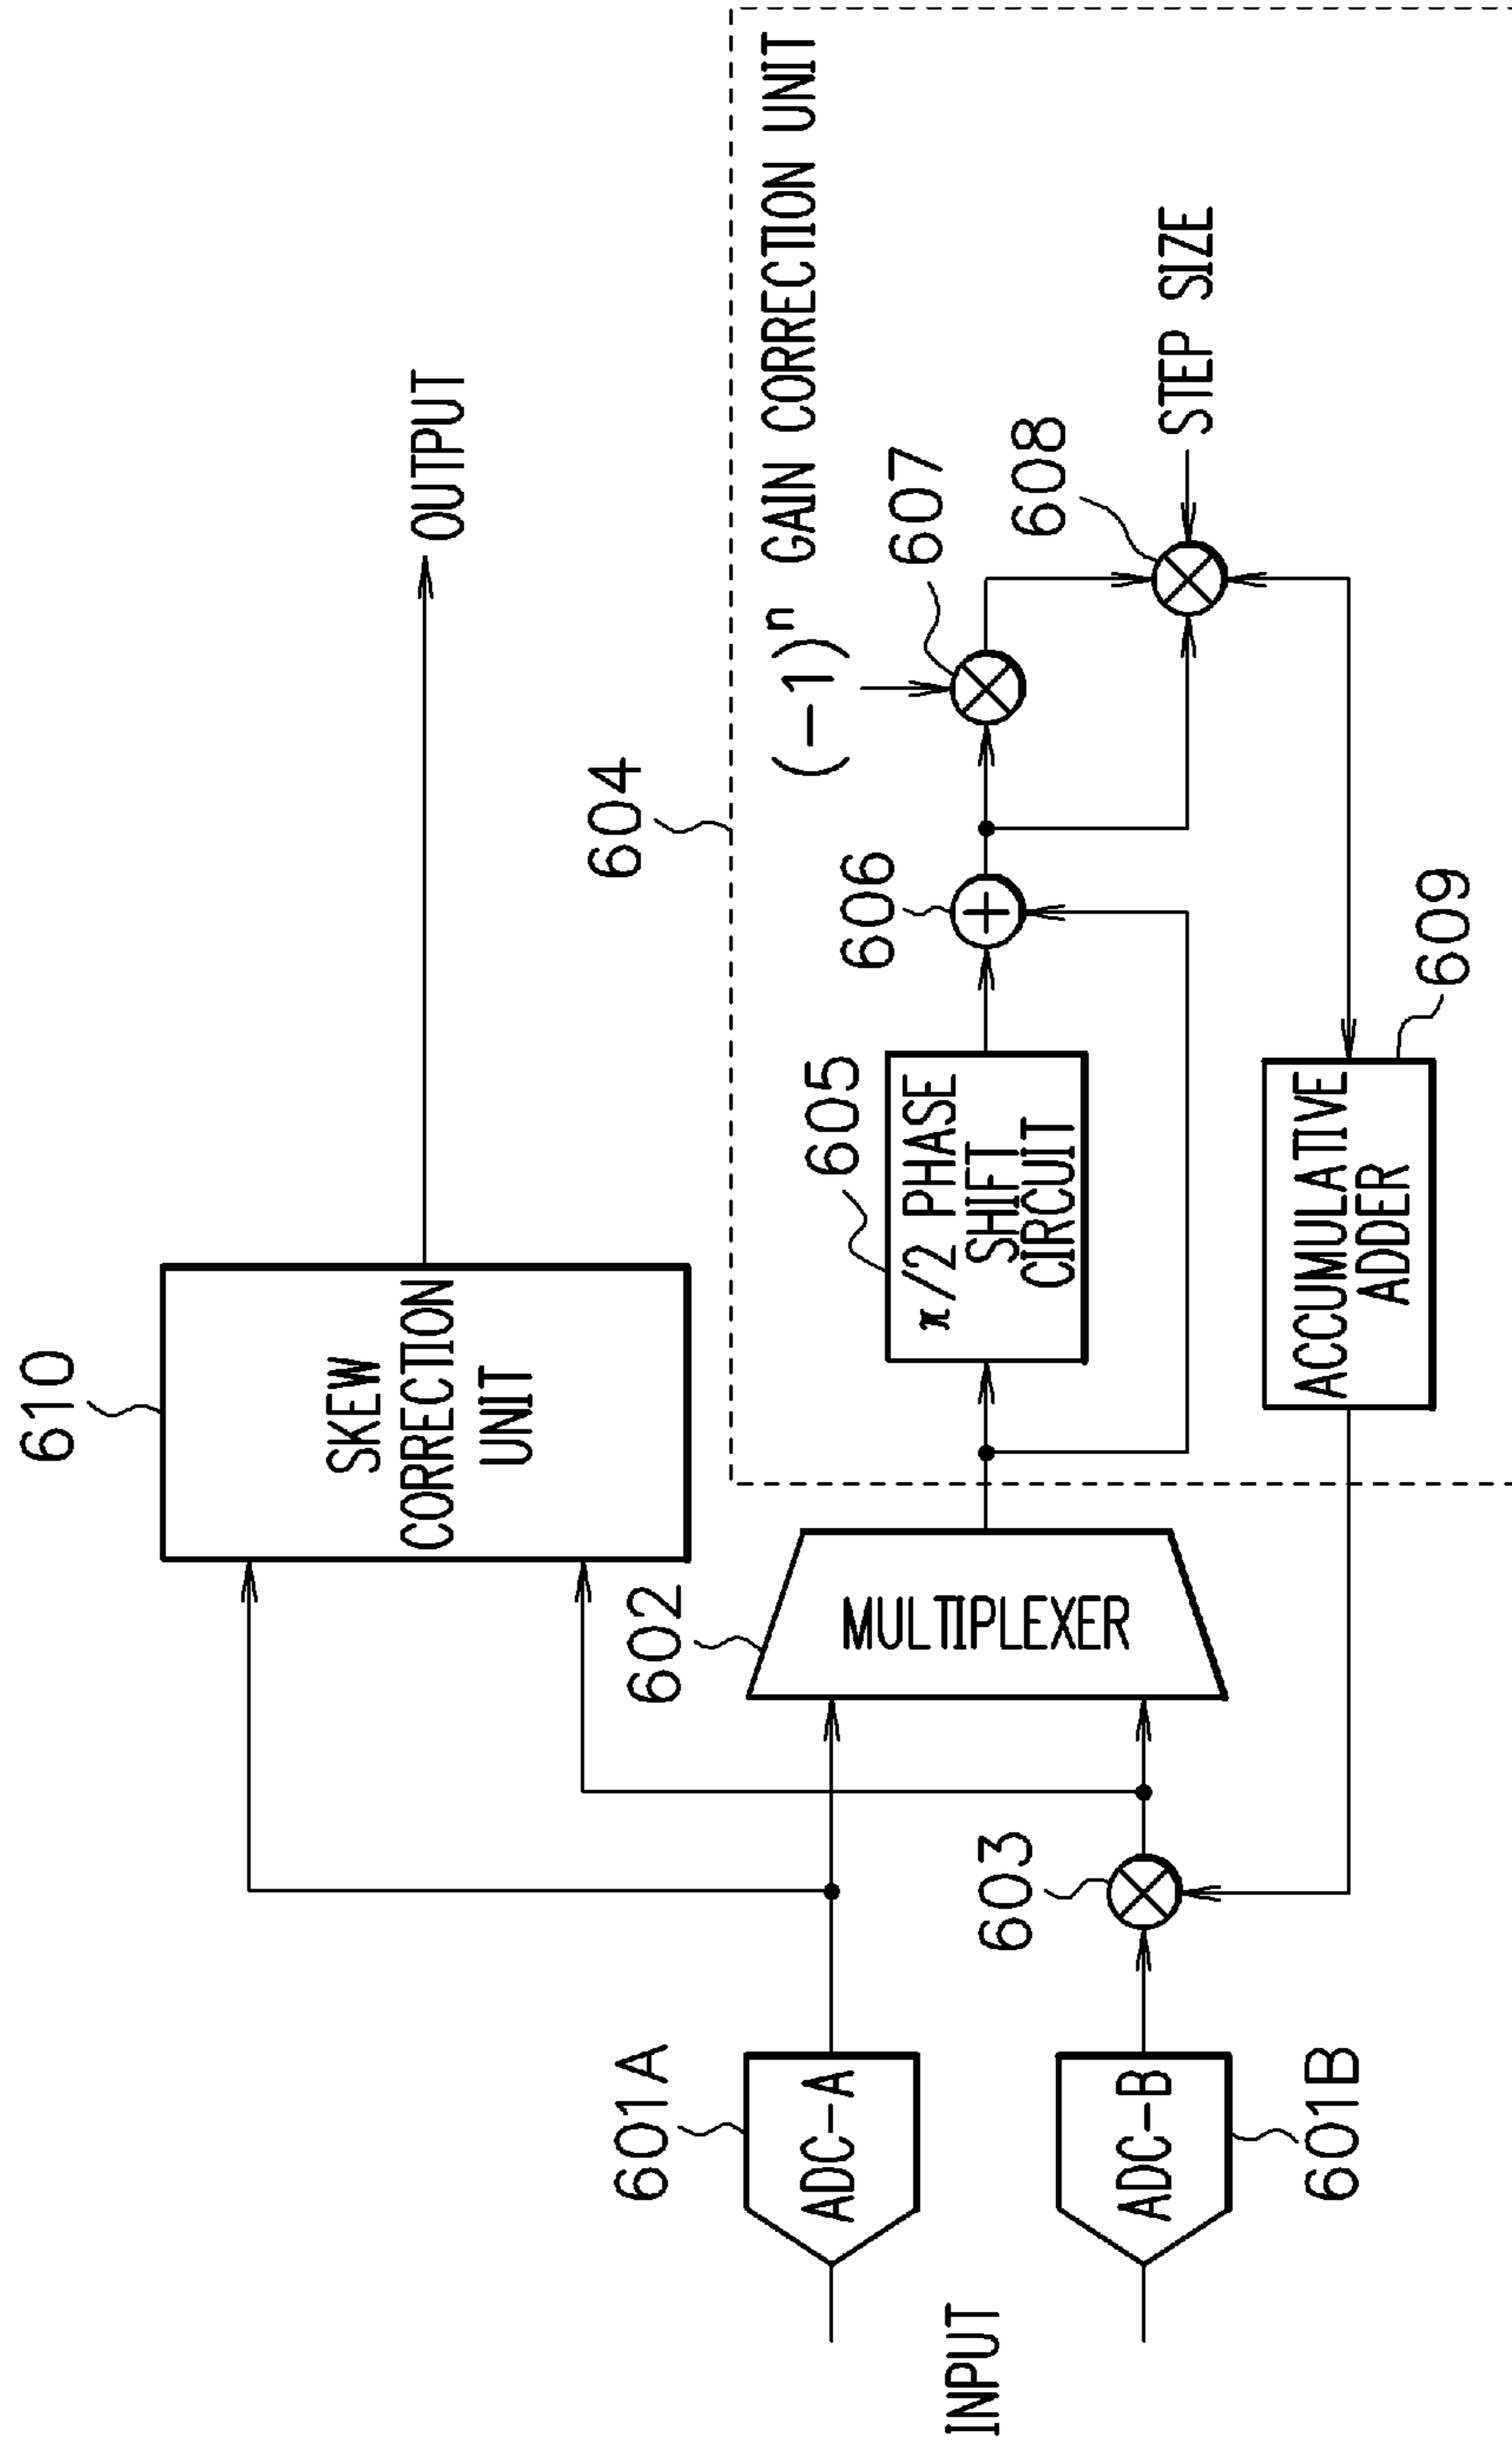 610
SKEW
CORRECTION
UNIT
OUTPUT
604
GAIN CORRECTION UNIT
(-1)ⁿ
601A
ADC-A
INPUT
601B
ADC-B
603
602
MULTIPLEXER
605
π/2 PHASE
SHIFT
CIRCUIT
606
607
608
STEP SIZE
609
ACCUMULATIVE
ADDER